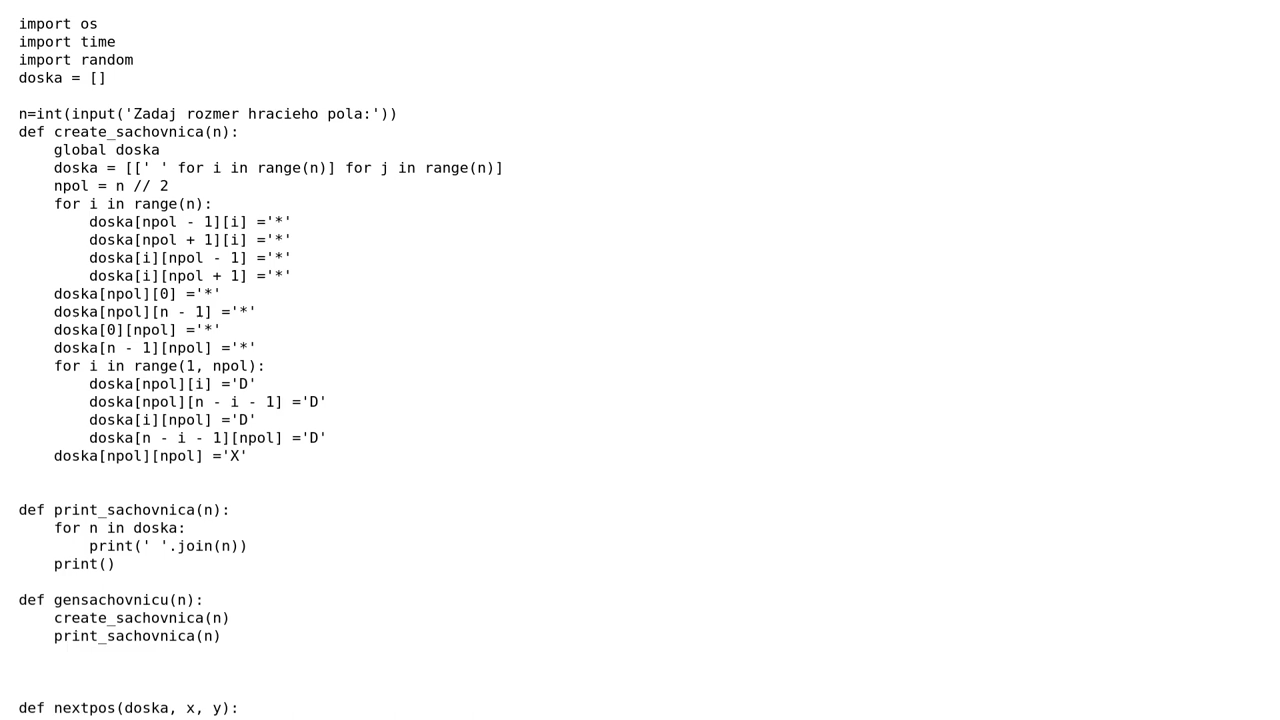 import os
import time
import random
doska = []

n=int(input('Zadaj rozmer hracieho pola:'))
def create_sachovnica(n):
    global doska
    doska = [[' ' for i in range(n)] for j in range(n)]
    npol = n // 2
    for i in range(n):
        doska[npol - 1][i] ='*'
        doska[npol + 1][i] ='*'
        doska[i][npol - 1] ='*'
        doska[i][npol + 1] ='*'
    doska[npol][0] ='*'
    doska[npol][n - 1] ='*'
    doska[0][npol] ='*'
    doska[n - 1][npol] ='*'
    for i in range(1, npol):
        doska[npol][i] ='D'
        doska[npol][n - i - 1] ='D'
        doska[i][npol] ='D'
        doska[n - i - 1][npol] ='D'
    doska[npol][npol] ='X'


def print_sachovnica(n):
    for n in doska:
        print(' '.join(n))
    print()

def gensachovnicu(n):
    create_sachovnica(n)
    print_sachovnica(n)



def nextpos(doska, x, y):